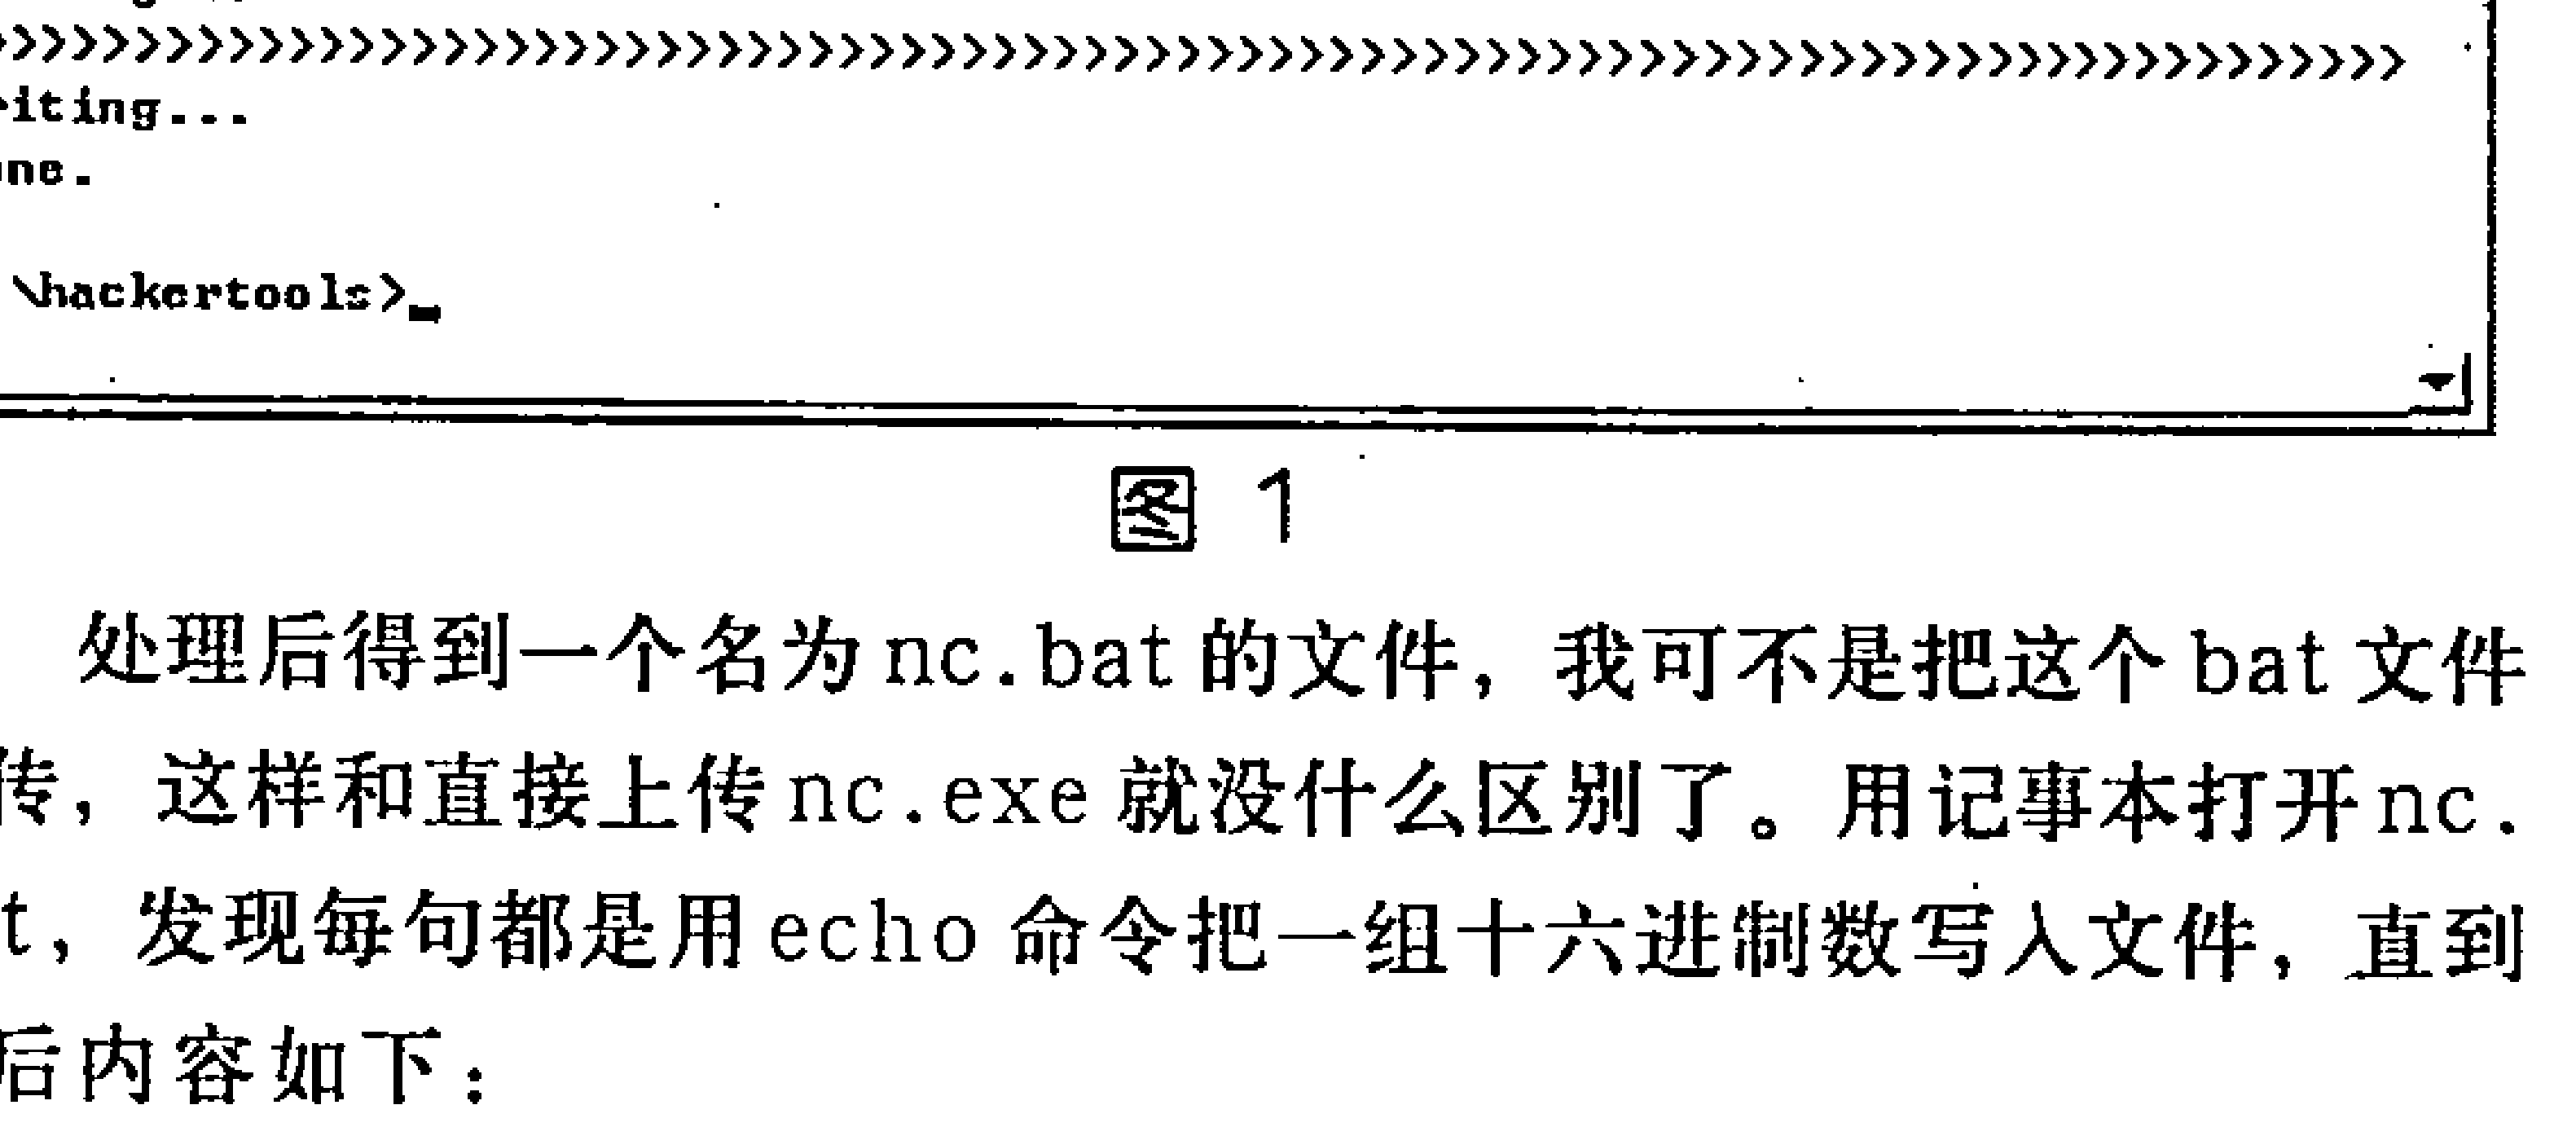 >>>>>>>>>>>>>>>>>>>>>>>>>>>>>>>>>>>>>>>>>>>>>>>>>>>>>>>>>>>>>>>>>>>>>>>>>>>>>>
iting...
ne.
\hackertools>_
图 1
处理后得到一个名为nc.bat的文件，我可不是把这个bat文件
传，这样和直接上传nc.exe就没什么区别了。用记事本打开nc.
t，发现每句都是用echo命令把一组十六进制数写入文件，直到
后内容如下：